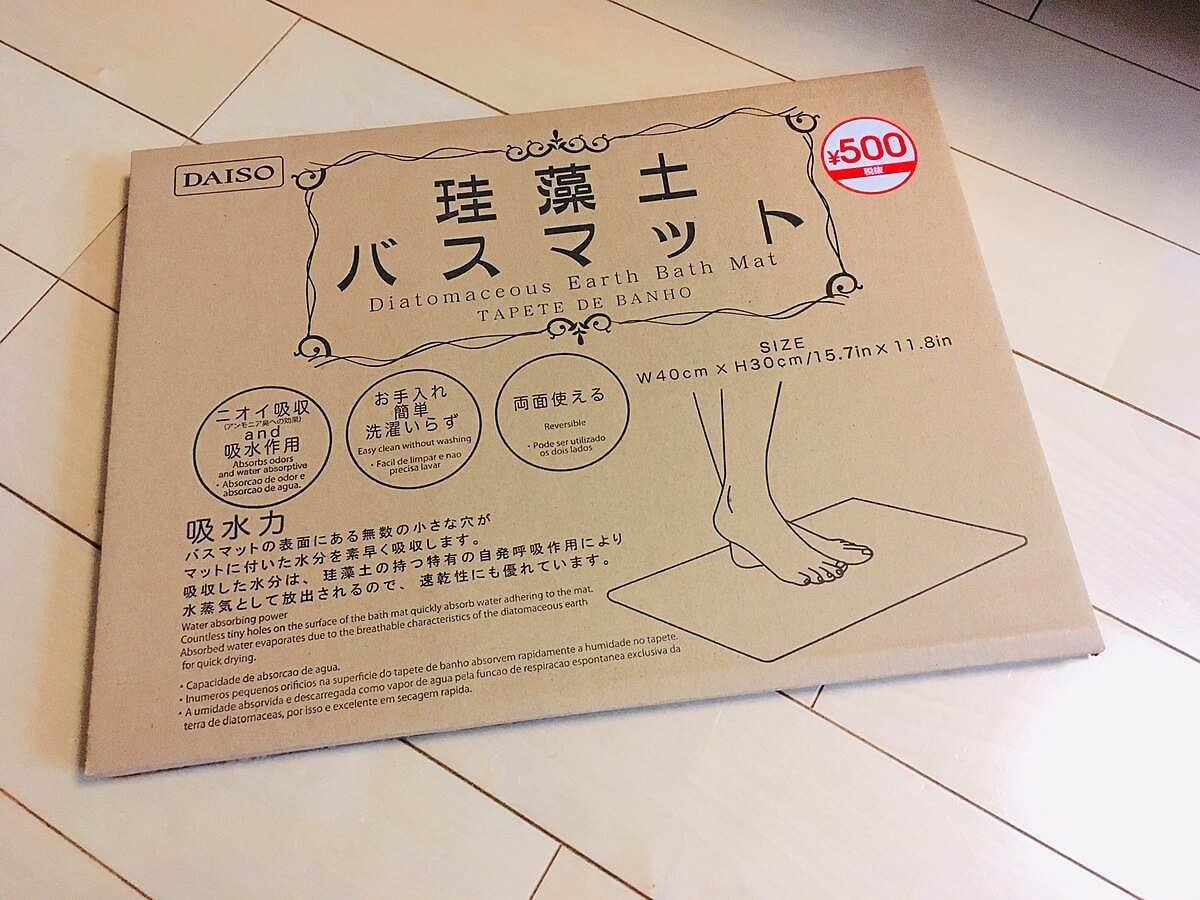 DAISO
珪藻土
バスマット
Diatomaceous Earth Bath Mat
TAPETE DE BANHO
¥500
税抜
SIZE
W40cm × H30cm/15.7in × 11.8in
ニオイ吸収
(アンモニア臭への効果)
and
吸水作用
Absorbs odors
and water absorptive
・Absorcao de odor e
absorcao de agua.
お手入れ
簡単
洗濯いらず
Easy clean without washing
・Facil de limpar e nao
precisa lavar
両面使える
Reversible
・Pode ser utilizado
os dois lados
吸水力
バスマットの表面にある無数の小さな穴が
マットに付いた水分を素早く吸収します。
吸収した水分は、珪藻土の持つ特有の自発呼吸作用により
水蒸気として放出されるので、速乾性にも優れています。
Water absorbing power
Countless tiny holes on the surface of the bath mat quickly absorb water adhering to the mat.
Absorbed water evaporates due to the breathable characteristics of the diatomaceous earth
for quick drying.
・Capacidade de absorcao de agua.
・Inumeros pequenos orificios na superficie do tapete de banho absorvem rapidamente a humidade no tapete.
・A umidade absorvida e descarregada como vapor de agua pela funcao de respiracao espontanea exclusiva da
terra de diatomaceas, por isso e excelente em secagem rapida.